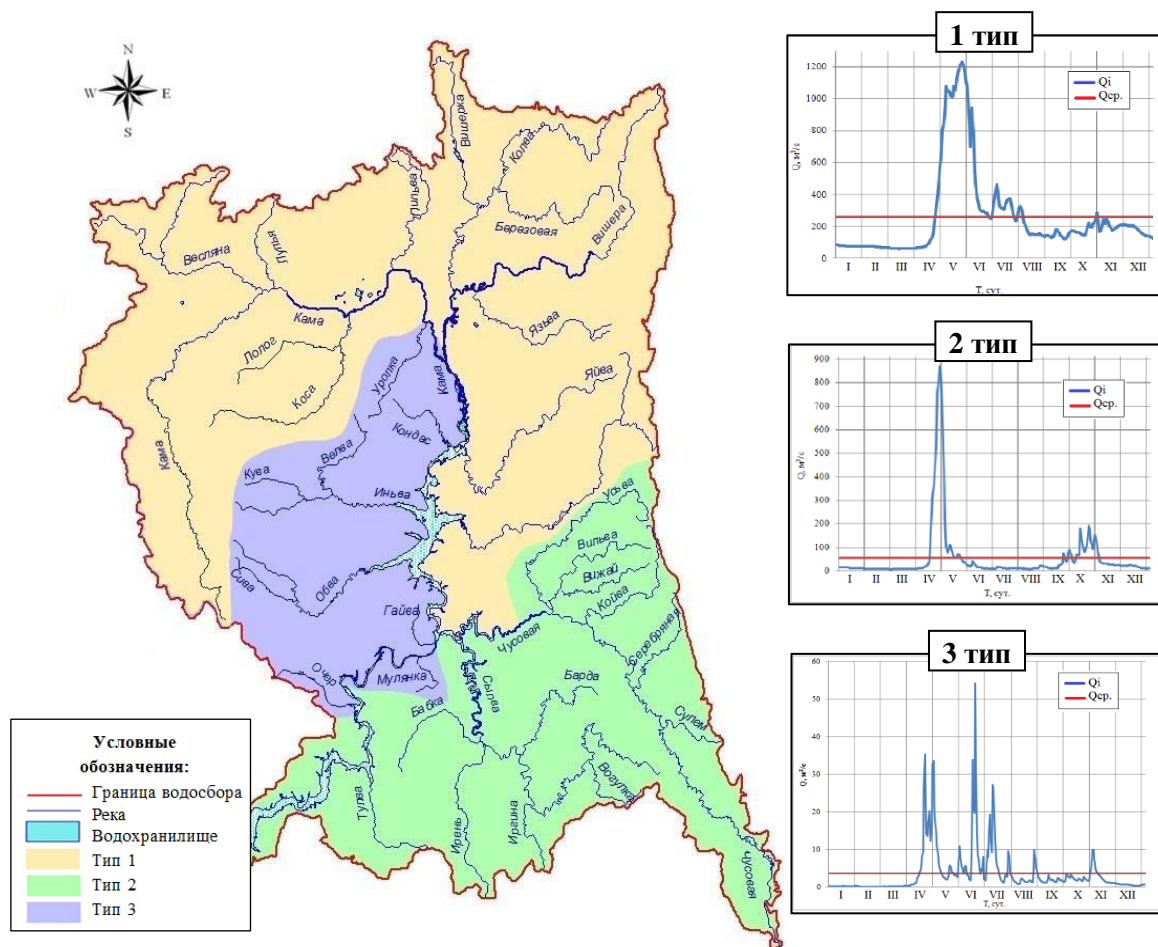 N
W
E
S
Вишерка
Колва
Пильва
Березовая
Вишера
Весляна
Пулья
Кама
Язьва
Лолог
Уролка
Кама
Яйва
Коса
Кондас
Кама
Велва
Кува
Иньва
Усьва
Вильва
Вижай
Сива
Обва
Койва
Гайва
Чусовая
Серебряная
Очер
Мулянка
Сылва
Барда
Бабка
Сулем
Вогулка
Тулва
Ирень
Иргина
Чусовая
Условные
обозначения:
Граница водосбора
Река
Водохранилище
Тип 1
Тип 2
Тип 3
1 тип
Q, м³/с
1200
1000
800
600
400
200
0
Qi
Qср.
I II III IV V VI VII VIII IX X XI XII
T, сут.
2 тип
Q, м³/с
900
800
700
600
500
400
300
200
100
0
Qi
Qср.
I II III IV V VI VII VIII IX X XI XII
T, сут.
3 тип
Q, м³/с
60
50
40
30
20
10
0
Qi
Qср.
I II III IV V VI VII VIII IX X XI XII
T, сут.